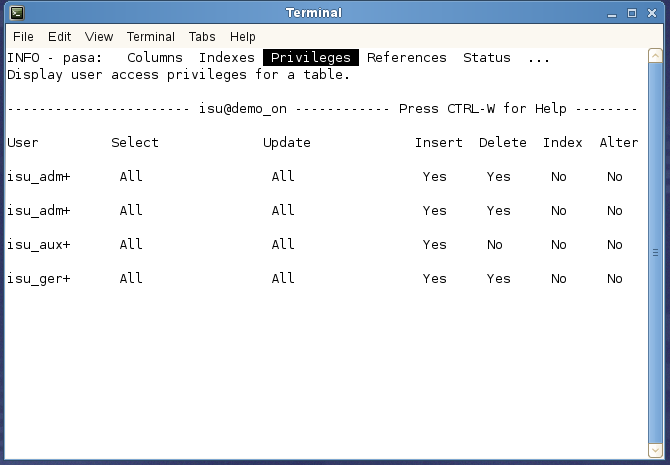 Terminal
File Edit View Terminal Tabs Help
INFO - pasa: Columns Indexes Privileges References Status ...
Display user access privileges for a table.
----------------------- isu@demo_on ------------ Press CTRL-W for Help --------
User Select Update Insert Delete Index Alter
isu_adm+ All All Yes Yes No No
isu_adm+ All All Yes Yes No No
isu_aux+ All All Yes No No No
isu_ger+ All All Yes Yes No No